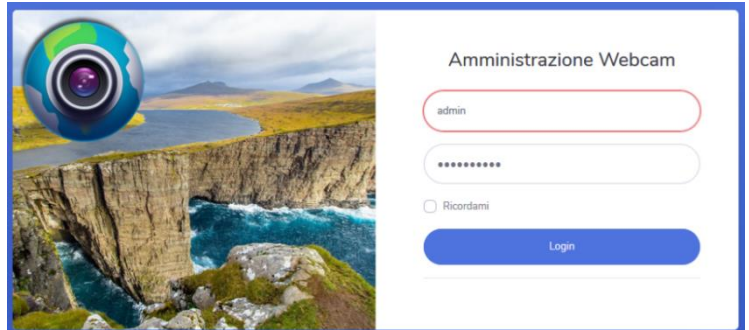 Amministrazione Webcam
admin
••••••••••
Ricordami
Login